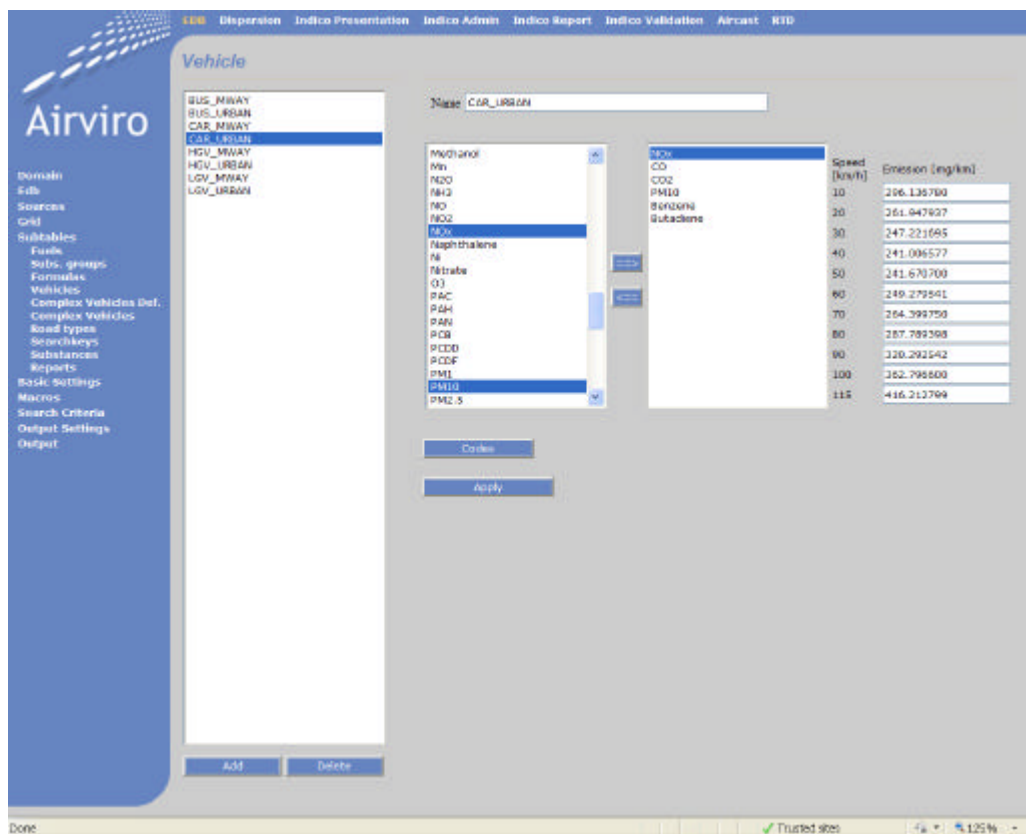 EDB Dispersion Indico Presentation Indico Admin Indico Report Indico Validation Aircast RTD
Airviro
Domain
Edb
Sources
Grid
Subtables
Fuels
Subs. groups
Formulas
Vehicles
Complex Vehicles Def.
Complex Vehicles
Road types
Searchkeys
Substances
Reports
Basic Settings
Macros
Search Criteria
Output Settings
Output
Vehicle
BUS_MWAY
BUS_URBAN
CAR_MWAY
CAR_URBAN
HGV_MWAY
HGV_URBAN
LGV_MWAY
LGV_URBAN
Add Delete
Name CAR_URBAN
Methanol
Mn
N2O
NH3
NO
NO2
NOx
Naphthalene
Ni
Nitrate
O3
PAC
PAH
PAN
PCB
PCDD
PCDF
PM1
PM10
PM2.5
==>
<==
NOx
CO
CO2
PM10
Benzene
Butadiene
Speed [km/h] Emission [mg/km]
10 296.136780
20 261.947937
30 247.221695
40 241.006577
50 241.670700
60 249.279541
70 264.399750
80 287.789398
90 320.292542
100 362.796600
115 416.212799
Codes
Apply
Done Trusted sites 125%